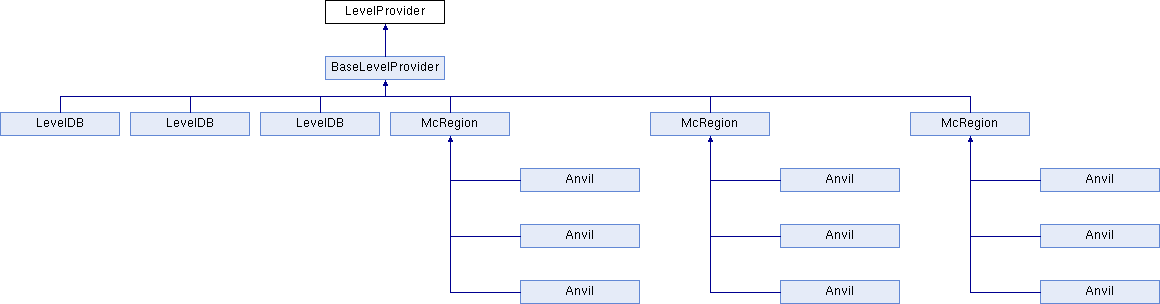 LevelProvider
BaseLevelProvider
LevelDB
LevelDB
LevelDB
McRegion
McRegion
McRegion
Anvil
Anvil
Anvil
Anvil
Anvil
Anvil
Anvil
Anvil
Anvil